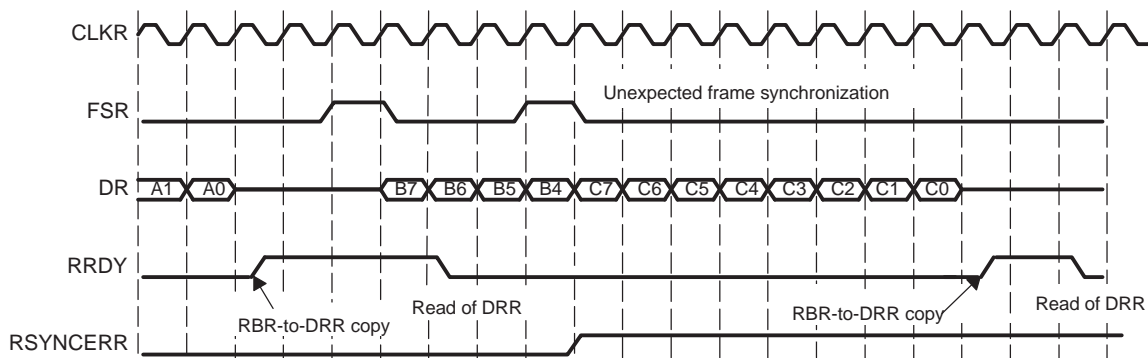 CLKR
Unexpected frame synchronization
FSR
DR
A1 A0 B7 B6 B5 B4 C7 C6 C5 C4 C3 C2 C1 C0
RRDY
Read of DRR
RBR-to-DRR copy
RBR-to-DRR copy
Read of DRR
RSYNCERR